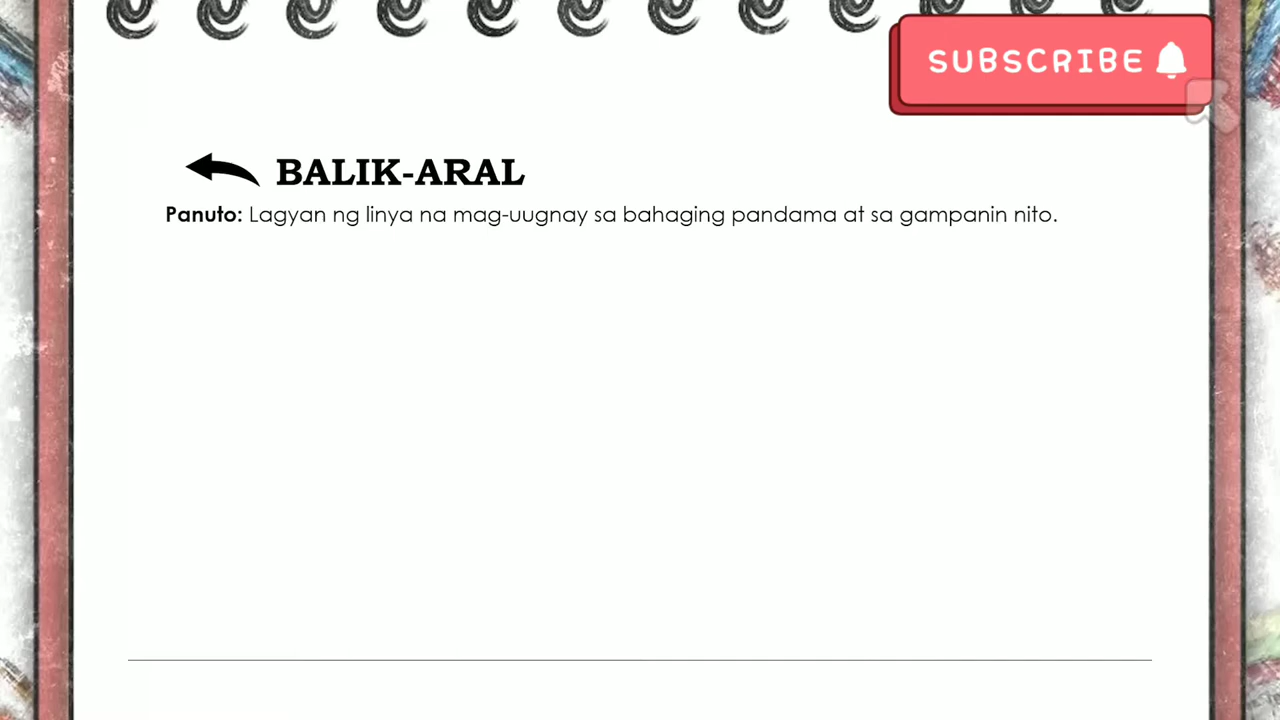 SUBSCRIBE
BALIK-ARAL
Panuto: Lagyan ng linya na mag-uugnay sa bahaging pandama at sa gampanin nito.